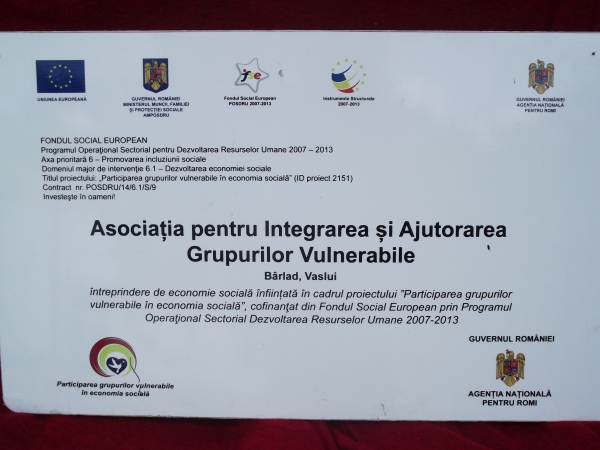 UNIUNEA EUROPEANĂ
GUVERNUL ROMÂNIEI
MINISTERUL MUNCII, FAMILIEI
ŞI PROTECŢIEI SOCIALE
AMPOSDRU
fse
Fondul Social European
POSDRU 2007-2013
Instrumente Structurale
2007-2013
GUVERNUL ROMÂNIEI
AGENŢIA NAŢIONALĂ
PENTRU ROMI
FONDUL SOCIAL EUROPEAN
Programul Operaţional Sectorial pentru Dezvoltarea Resurselor Umane 2007 – 2013
Axa prioritară 6 – Promovarea incluziunii sociale
Domeniul major de intervenţie 6.1 – Dezvoltarea economiei sociale
Titlul proiectului: „Participarea grupurilor vulnerabile în economia socială” (ID proiect 2151)
Contract nr. POSDRU/14/6.1/S/9
Investeşte în oameni!
Asociația pentru Integrarea și Ajutorarea
Grupurilor Vulnerabile
Bârlad, Vaslui
întreprindere de economie socială înfiinţată în cadrul proiectului "Participarea grupurilor
vulnerabile în economia socială", cofinanţat din Fondul Social European prin Programul
Operaţional Sectorial Dezvoltarea Resurselor Umane 2007-2013
Participarea grupurilor vulnerabile
în economia socială
GUVERNUL ROMÂNIEI
AGENŢIA NAŢIONALĂ
PENTRU ROMI